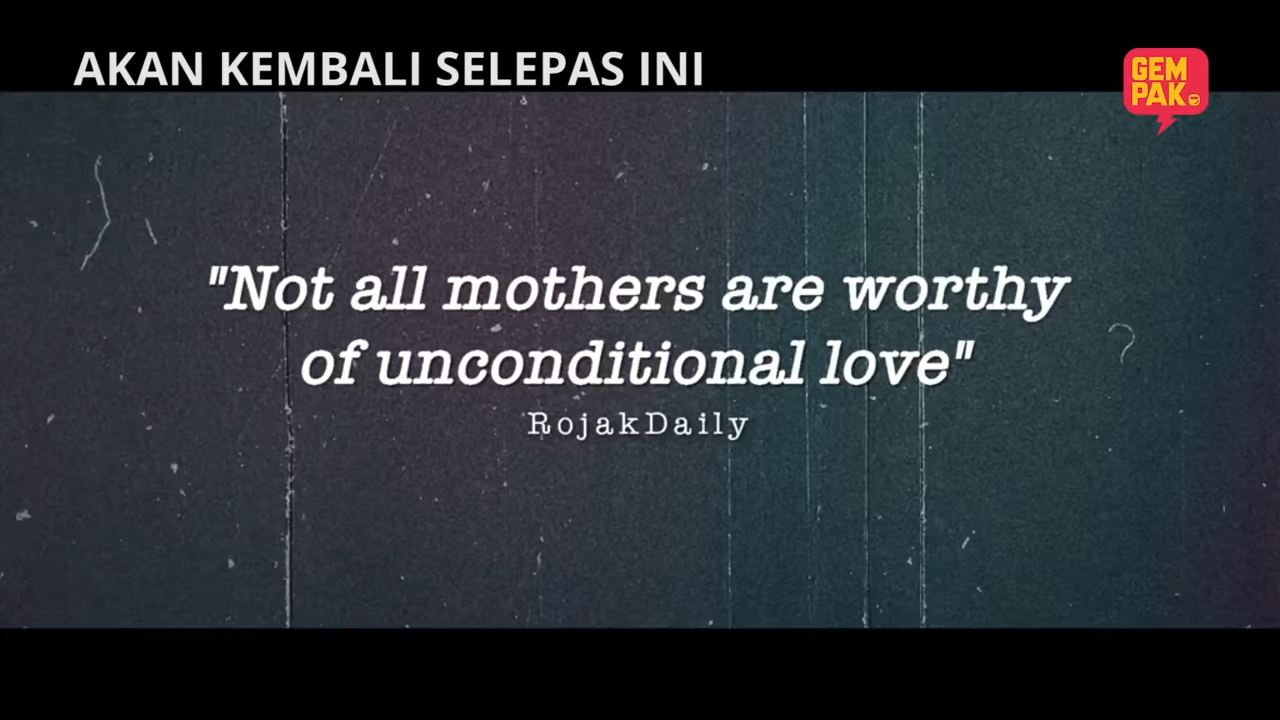 AKAN KEMBALI SELEPAS INI
GEM
PAK
"Not all mothers are worthy
of unconditional love"
RojakDaily